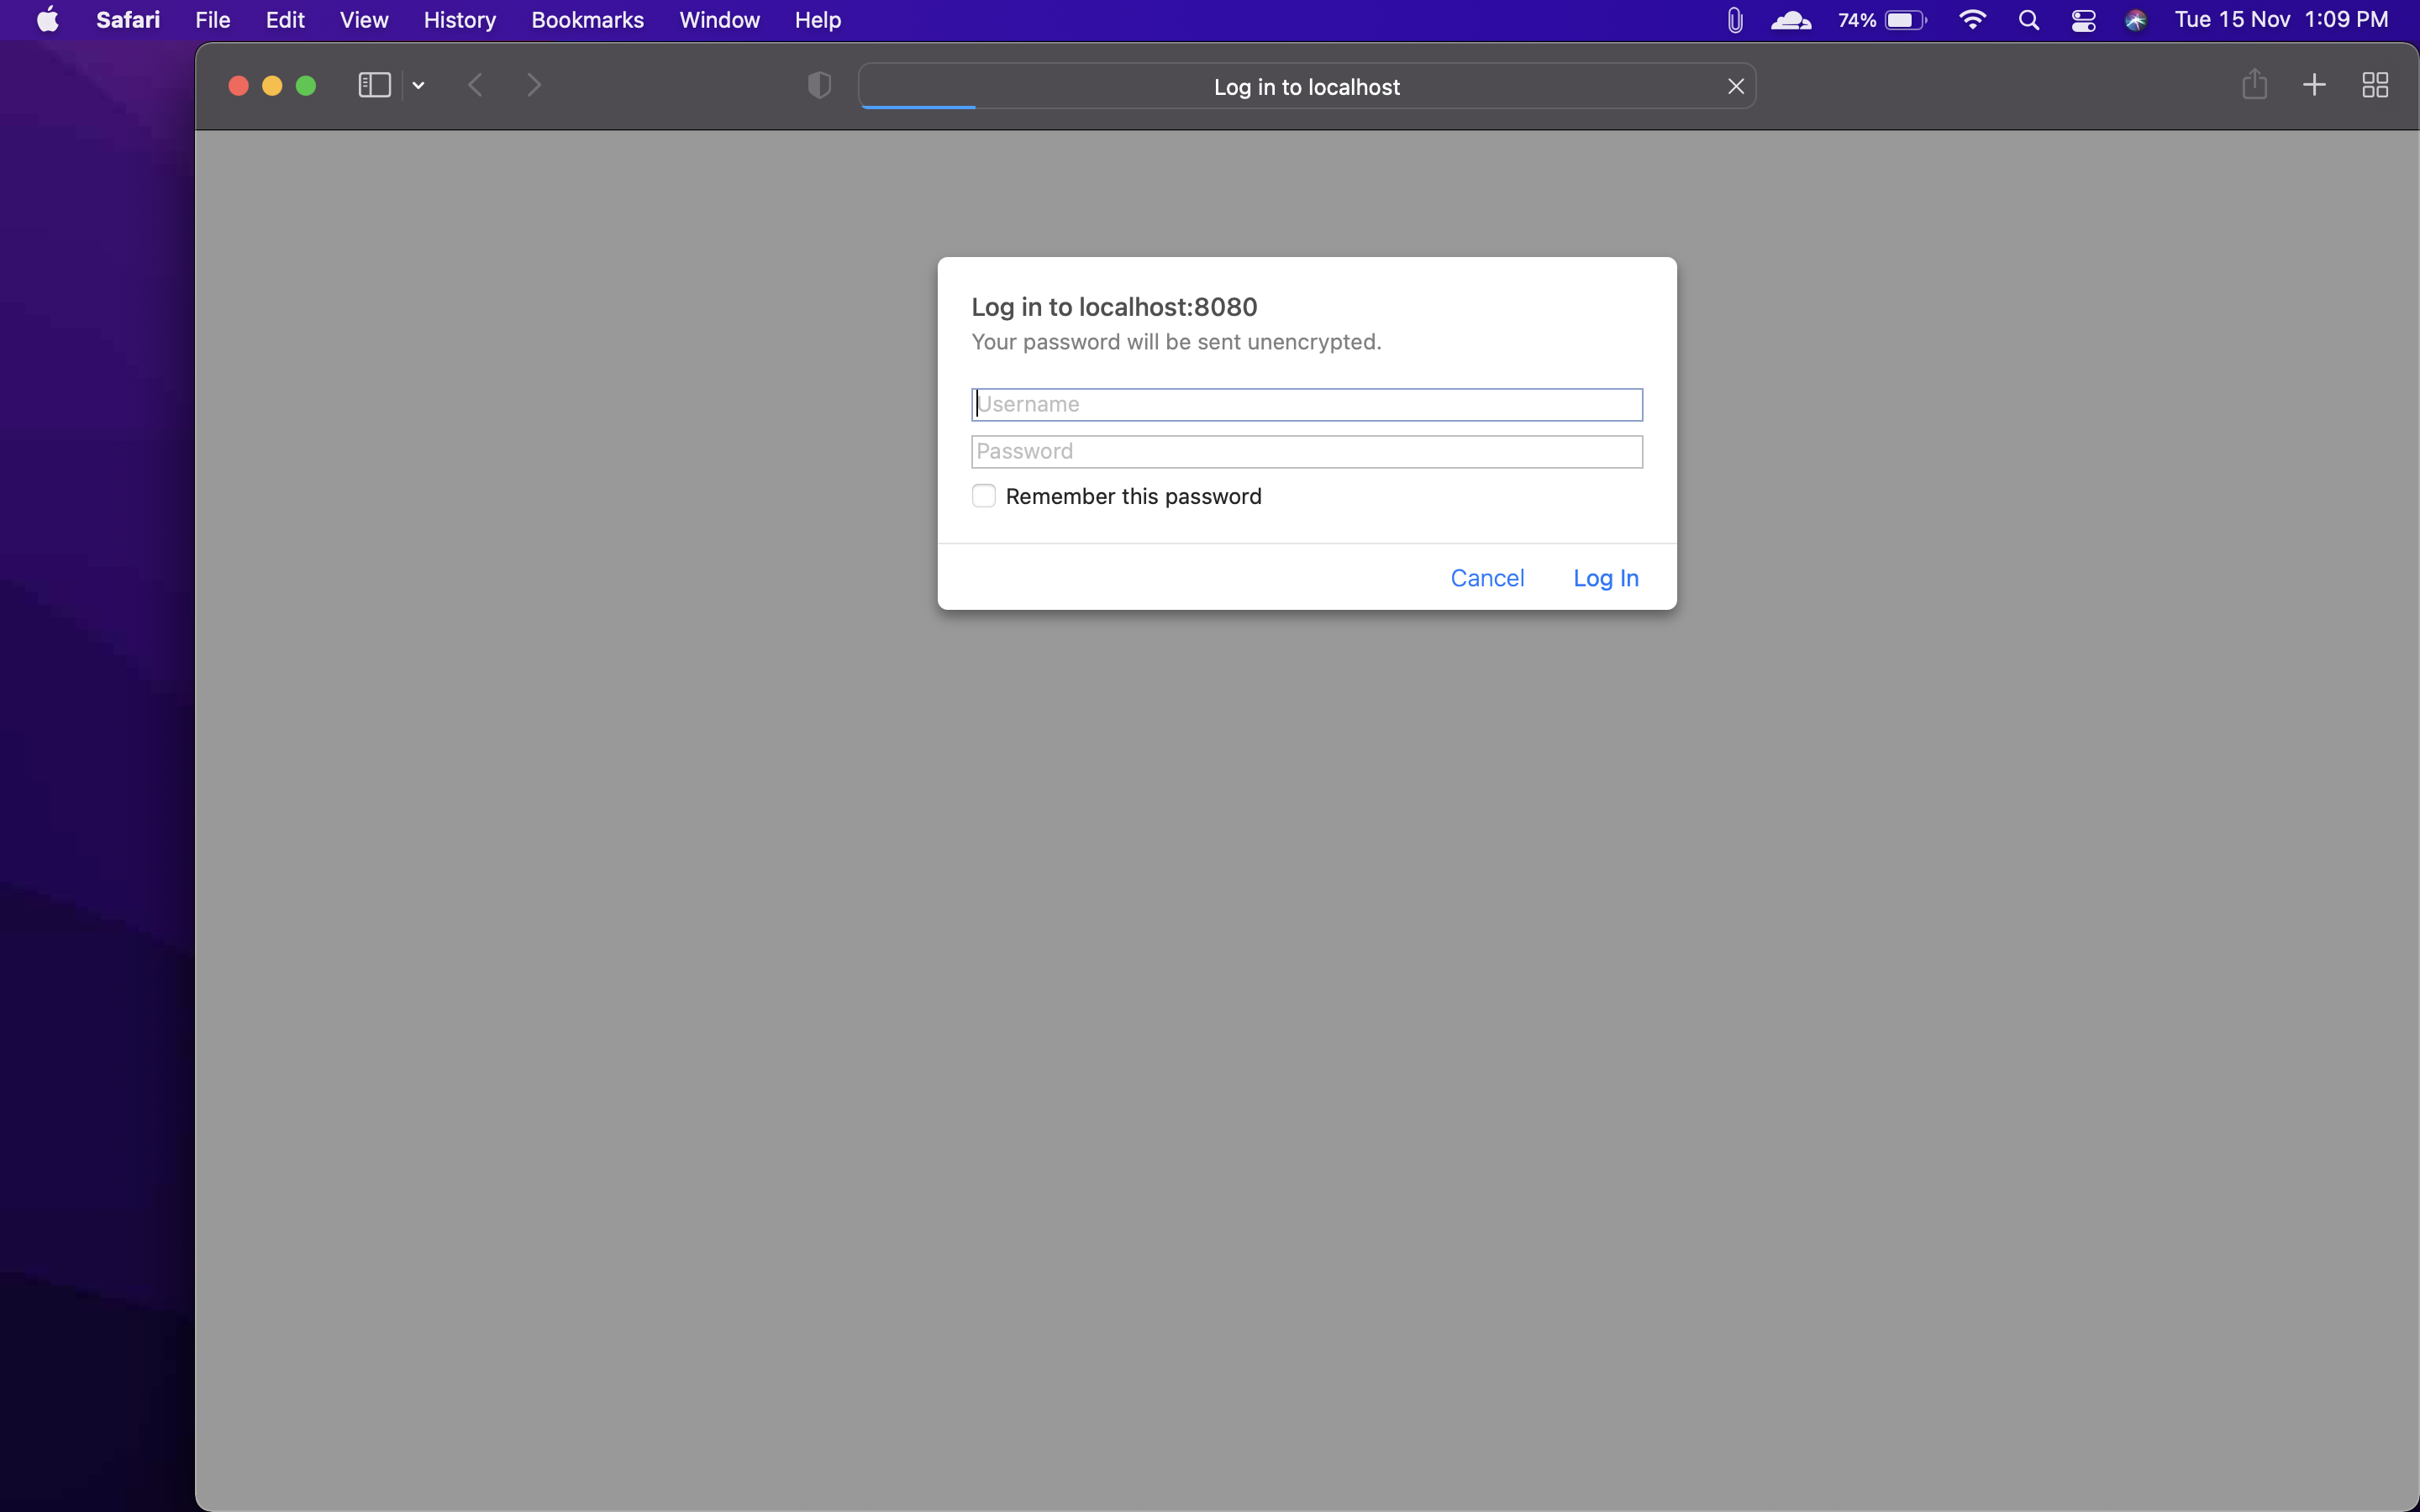 Safari File Edit View History Bookmarks Window Help 74% Tue 15 Nov 1:09 PM
Log in to localhost
Log in to localhost:8080
Your password will be sent unencrypted.
Username
Password
Remember this password
Cancel Log In